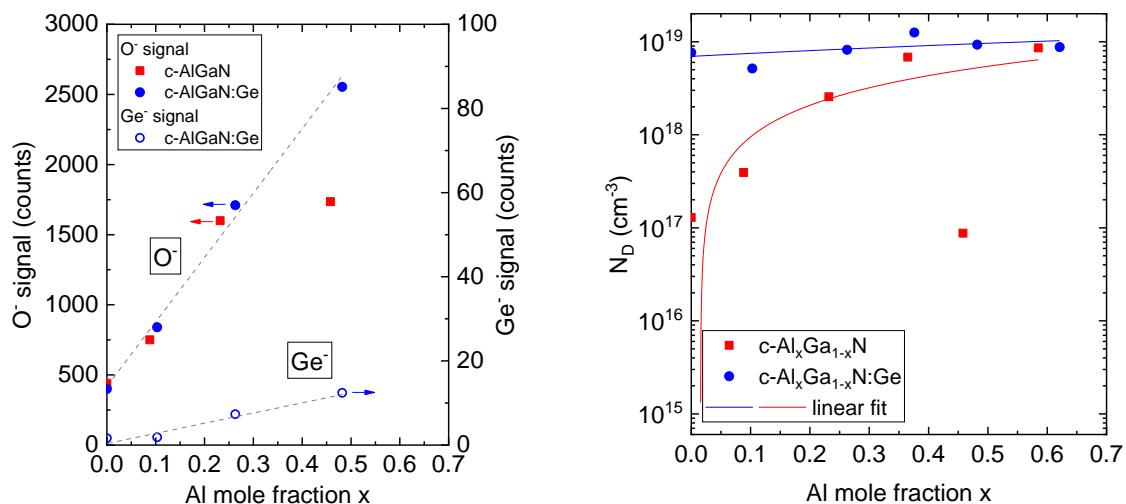 O⁻ signal
c-AlGaN
c-AlGaN:Ge
Ge⁻ signal
c-AlGaN:Ge
O⁻
Ge⁻
O⁻ signal (counts)
3000
2500
2000
1500
1000
500
0
Ge⁻ signal (counts)
100
80
60
40
20
0
0.0 0.1 0.2 0.3 0.4 0.5 0.6 0.7
Al mole fraction x
N_D (cm⁻³)
10¹⁹
10¹⁸
10¹⁷
10¹⁶
10¹⁵
c-AlₓGa₁₋ₓN
c-AlₓGa₁₋ₓN:Ge
linear fit
0.0 0.1 0.2 0.3 0.4 0.5 0.6 0.7
Al mole fraction x